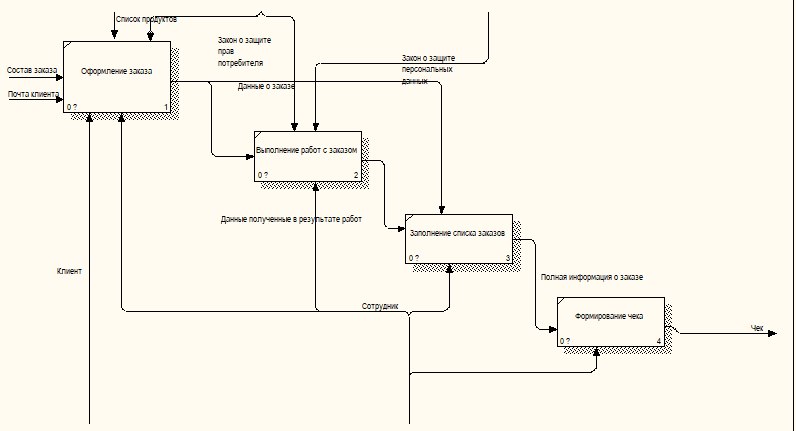 Список продуктов
Закон о защите
прав
потребителя
Закон о защите
персональных
данных
Состав заказа
Оформление заказа
Почта клиента
0 ?
1
Данные о заказе
Выполнение работ с заказом
0 ?
2
Данные полученные в результате работ
Заполнение списка заказов
0 ?
3
Клиент
Полная информация о заказе
Сотрудник
Формирование чека
0 ?
4
Чек